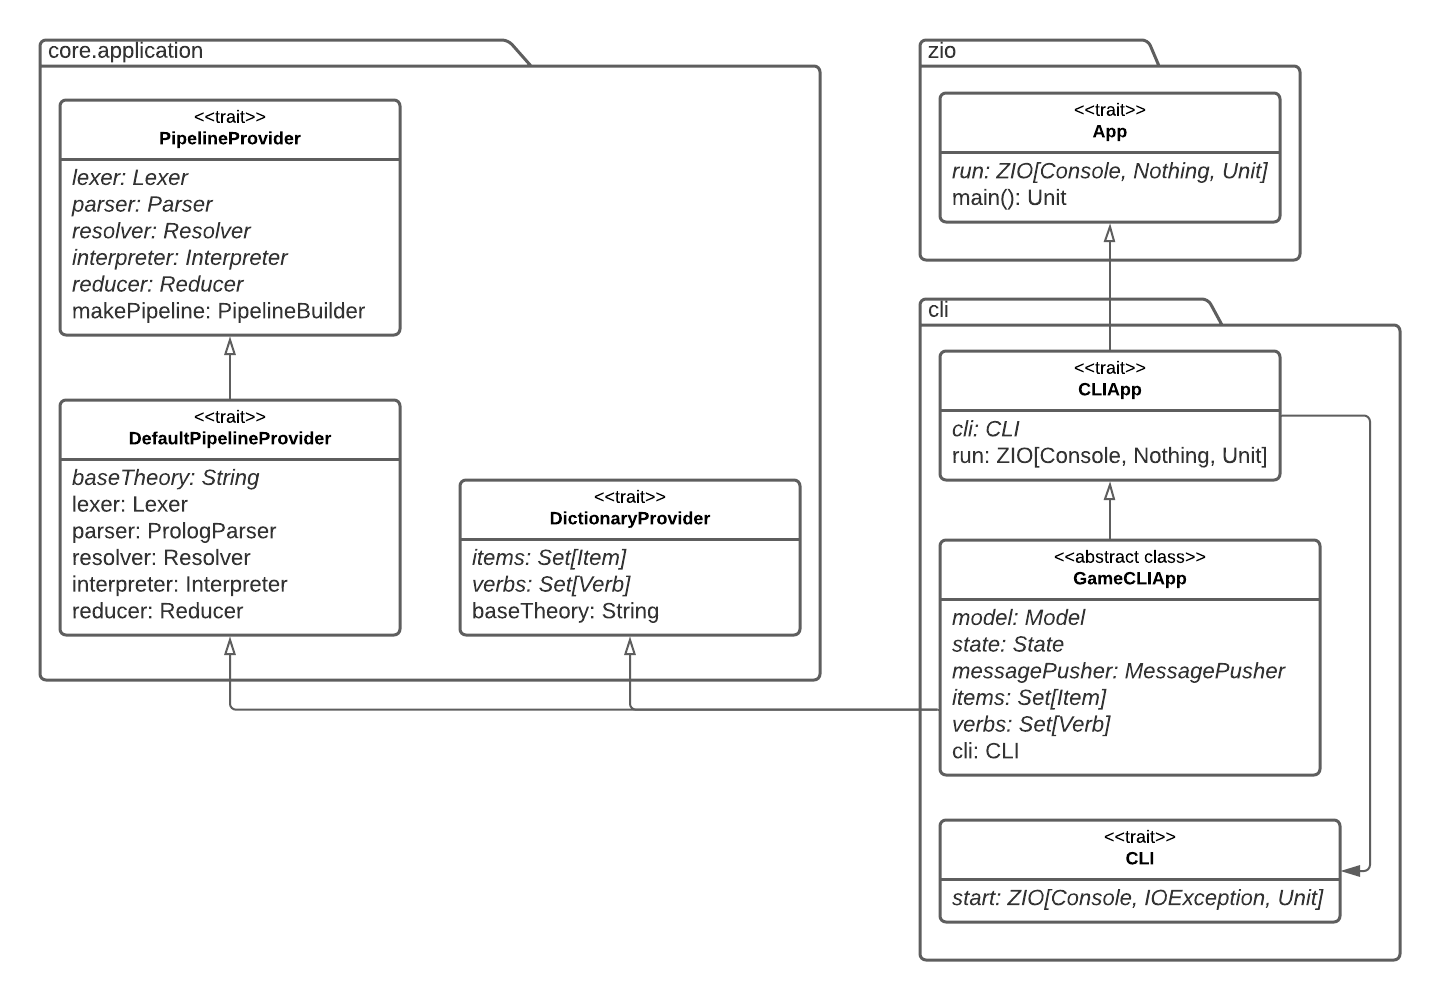 core.application
<<trait>>
PipelineProvider
lexer: Lexer
parser: Parser
resolver: Resolver
interpreter: Interpreter
reducer: Reducer
makePipeline: PipelineBuilder
<<trait>>
DefaultPipelineProvider
baseTheory: String
lexer: Lexer
parser: PrologParser
resolver: Resolver
interpreter: Interpreter
reducer: Reducer
<<trait>>
DictionaryProvider
items: Set[Item]
verbs: Set[Verb]
baseTheory: String
zio
<<trait>>
App
run: ZIO[Console, Nothing, Unit]
main(): Unit
cli
<<trait>>
CLIApp
cli: CLI
run: ZIO[Console, Nothing, Unit]
<<abstract class>>
GameCLIApp
model: Model
state: State
messagePusher: MessagePusher
items: Set[Item]
verbs: Set[Verb]
cli: CLI
<<trait>>
CLI
start: ZIO[Console, IOException, Unit]